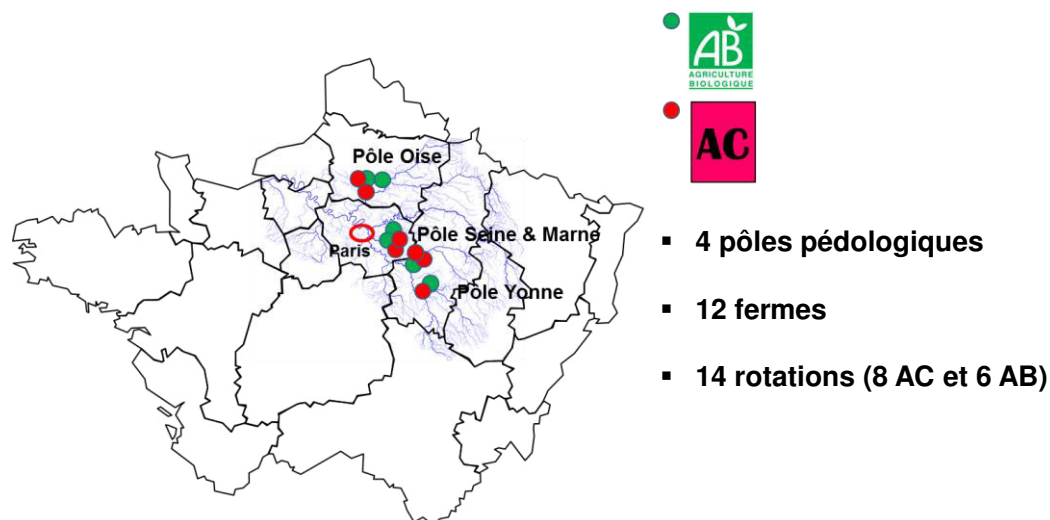 AB
AGRICULTURE
BIOLOGIQUE
AC
Pôle Oise
Paris
Pôle Seine & Marne
Pôle Yonne
▪ 4 pôles pédologiques
▪ 12 fermes
▪ 14 rotations (8 AC et 6 AB)